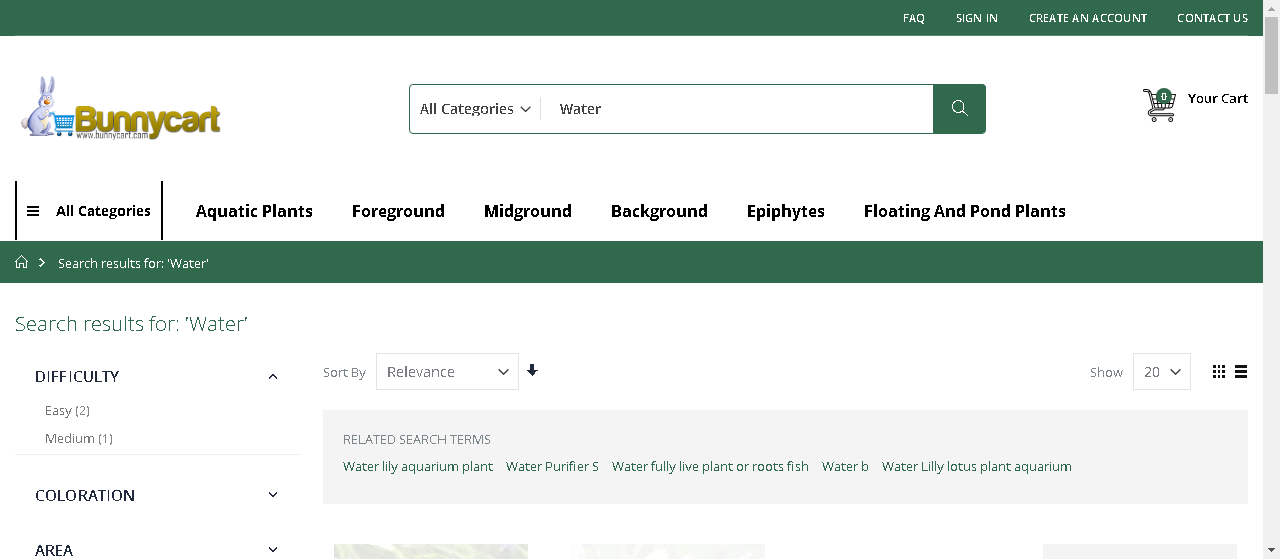 FAQ SIGN IN CREATE AN ACCOUNT CONTACT US
Bunnycart
www.bunnycart.com
All Categories Water
0
Your Cart
All Categories Aquatic Plants Foreground Midground Background Epiphytes Floating And Pond Plants
Search results for: 'Water'
Search results for: 'Water'
DIFFICULTY
Easy (2)
Medium (1)
COLORATION
AREA
Sort By Relevance Show 20
RELATED SEARCH TERMS
Water lily aquarium plant Water Purifier S Water fully live plant or roots fish Water b Water Lilly lotus plant aquarium